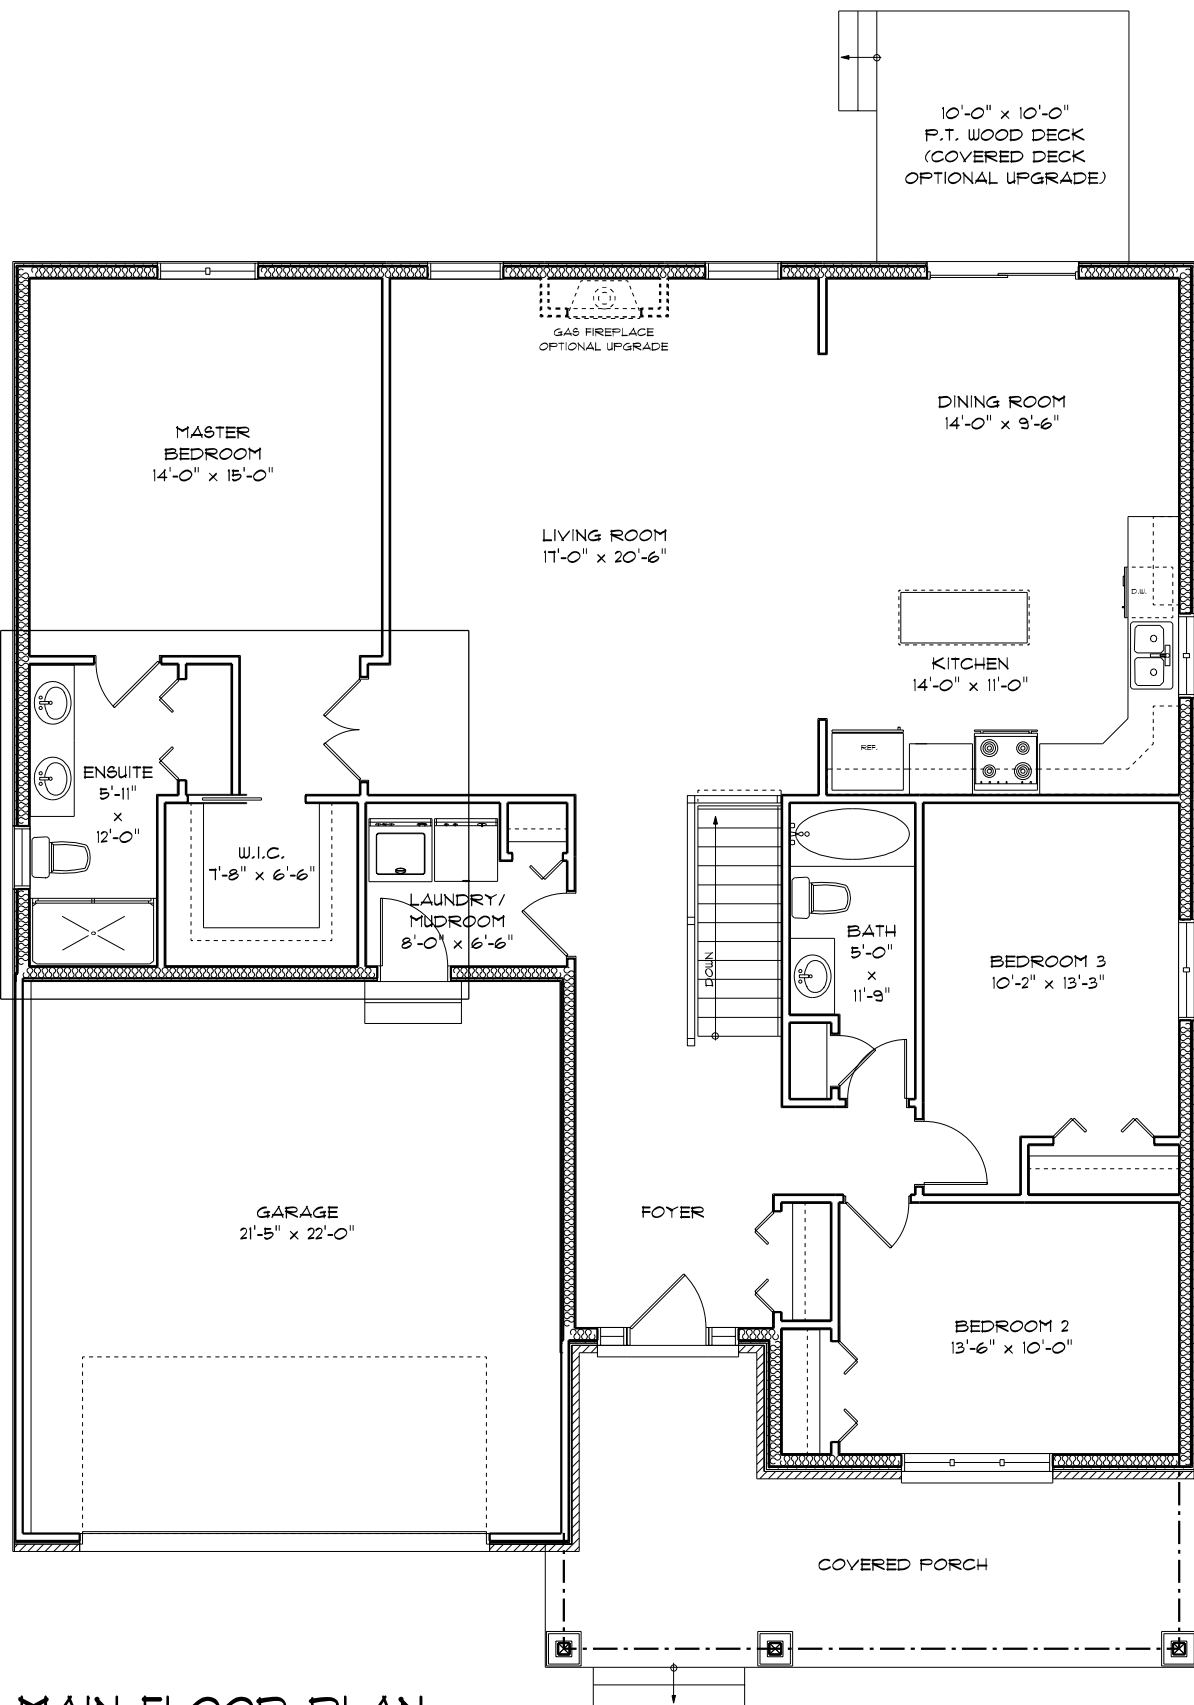 10'-0" x 10'-0"
P.T. WOOD DECK
(COVERED DECK
OPTIONAL UPGRADE)
GAS FIREPLACE
OPTIONAL UPGRADE
DINING ROOM
14'-0" x 9'-6"
MASTER
BEDROOM
14'-0" x 15'-0"
LIVING ROOM
17'-0" x 20'-6"
D.W.
KITCHEN
14'-0" x 11'-0"
REF.
ENSUITE
5'-11"
x
12'-0"
W.I.C.
7'-8" x 6'-6"
LAUNDRY/
MUDROOM
8'-0" x 6'-6"
DOWN
BATH
5'-0"
x
11'-9"
BEDROOM 3
10'-2" x 13'-3"
GARAGE
21'-5" x 22'-0"
FOYER
BEDROOM 2
13'-6" x 10'-0"
COVERED PORCH
MAIN FLOOR PLAN